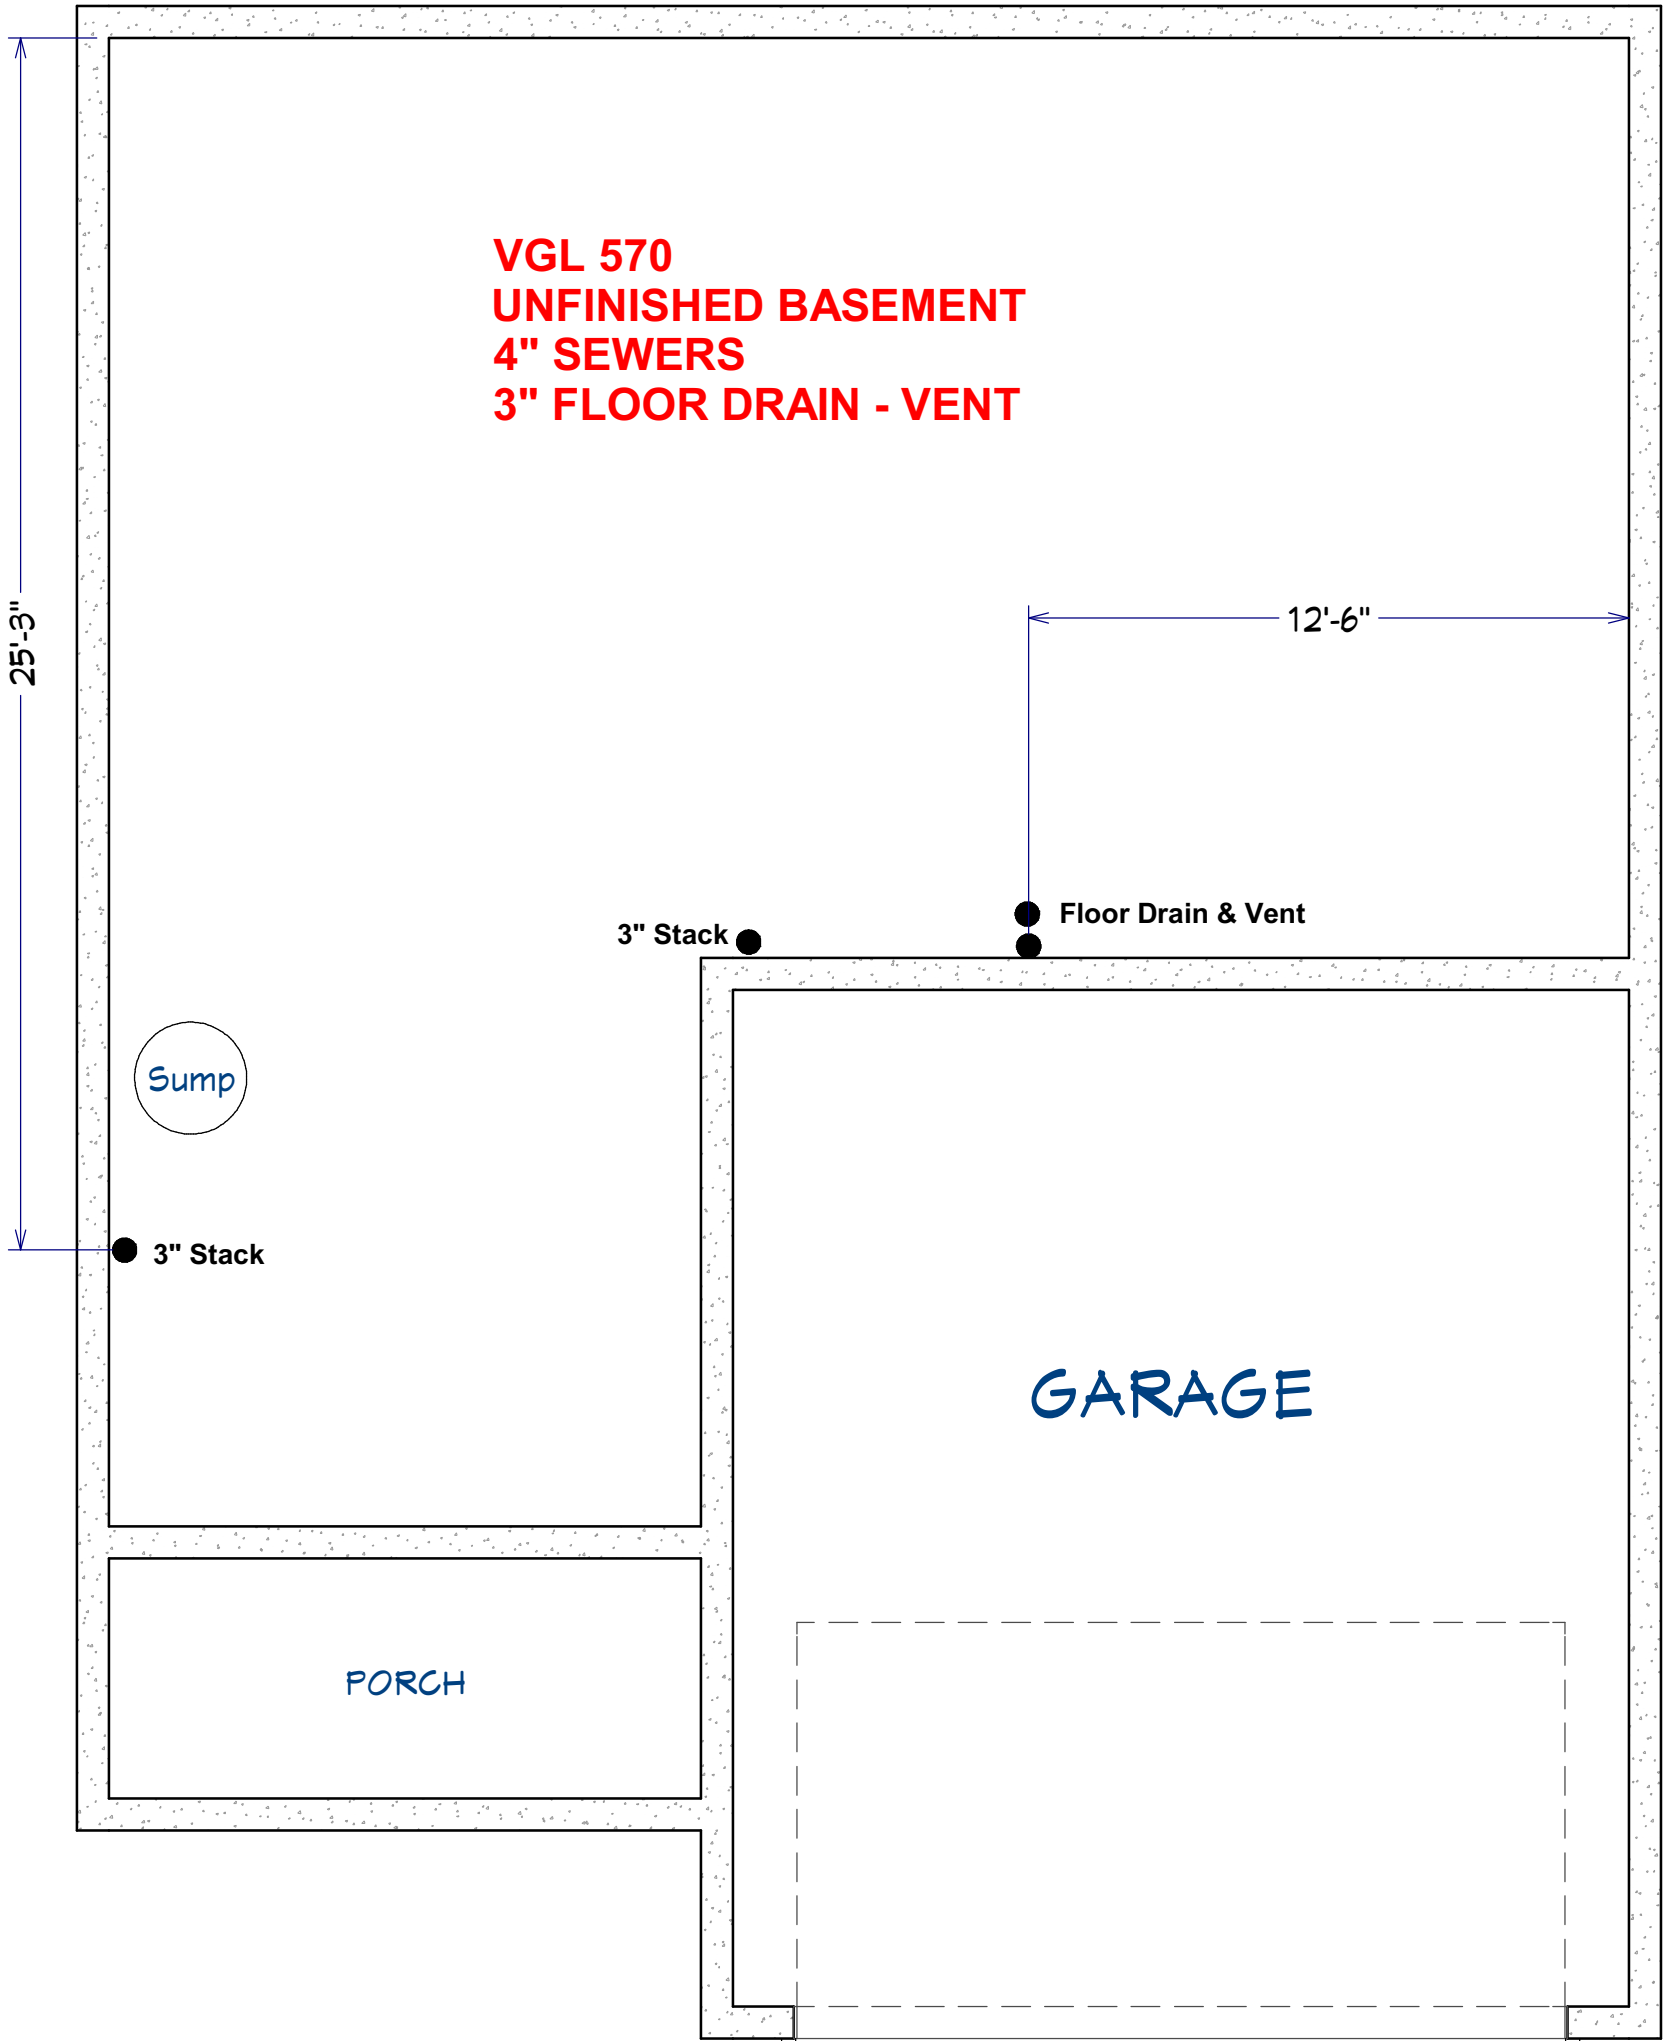 VGL 570
UNFINISHED BASEMENT
4" SEWERS
3" FLOOR DRAIN - VENT
25'-3"
12'-6"
Floor Drain & Vent
3" Stack
Sump
3" Stack
GARAGE
PORCH